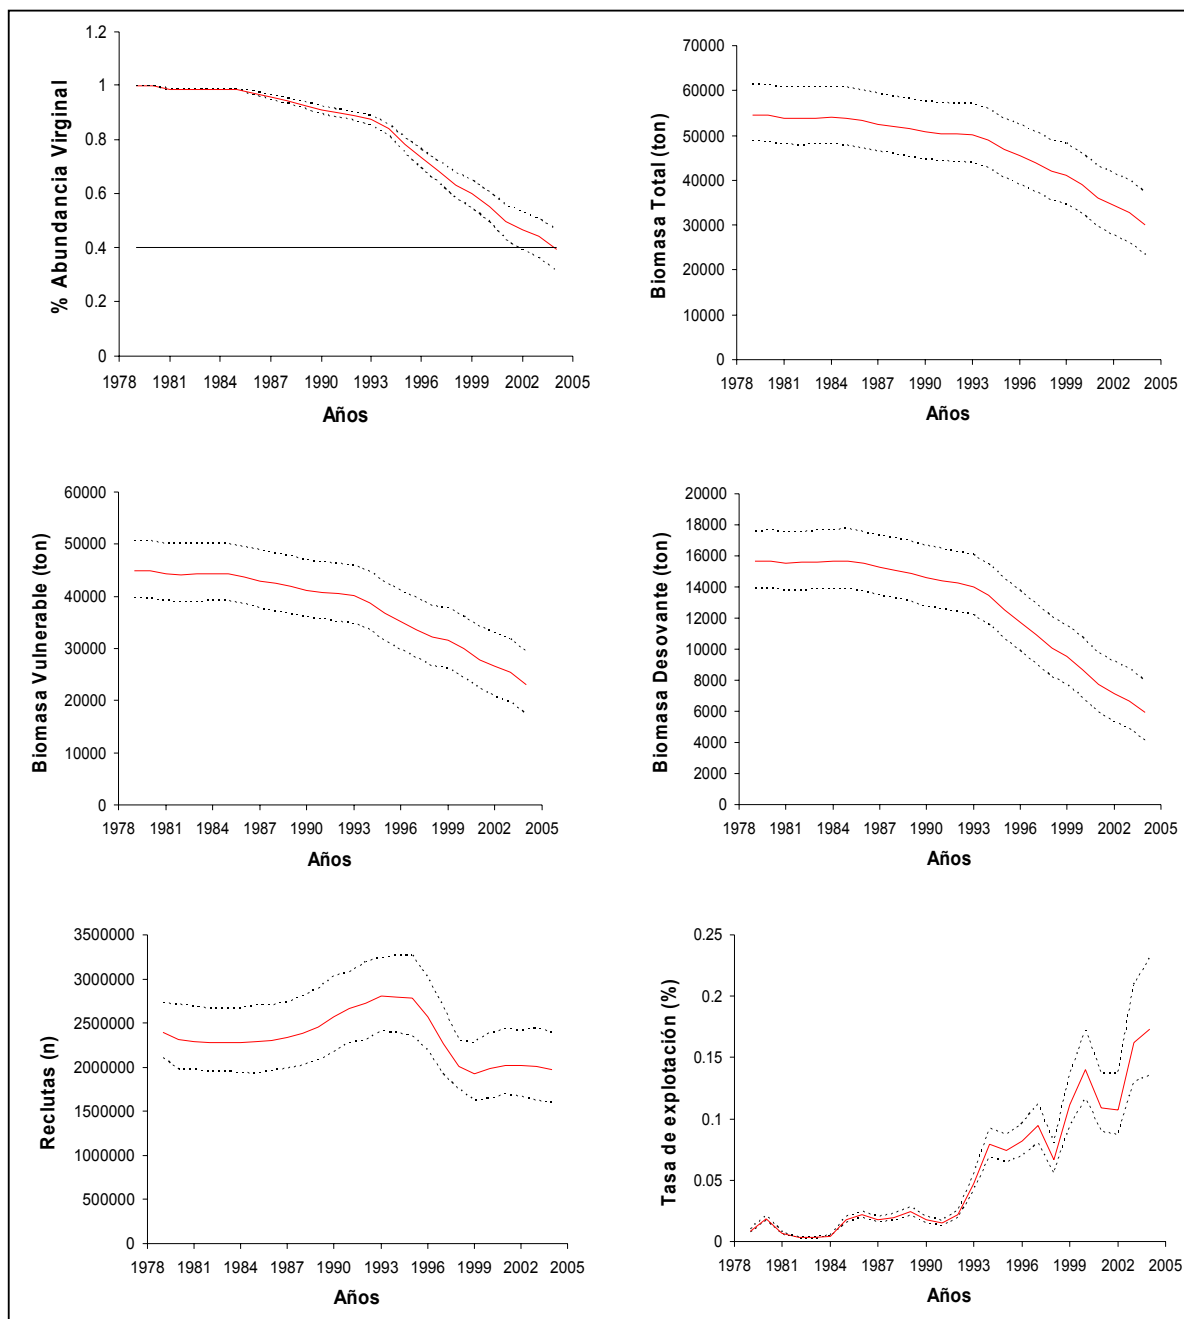 % Abundancia Virginal
1.2
1
0.8
0.6
0.4
0.2
0
1978 1981 1984 1987 1990 1993 1996 1999 2002 2005
Años
Biomasa Total (ton)
70000
60000
50000
40000
30000
20000
10000
0
1978 1981 1984 1987 1990 1993 1996 1999 2002 2005
Años
Biomasa Vulnerable (ton)
60000
50000
40000
30000
20000
10000
0
1978 1981 1984 1987 1990 1993 1996 1999 2002 2005
Años
Biomasa Desovante (ton)
20000
18000
16000
14000
12000
10000
8000
6000
4000
2000
0
1978 1981 1984 1987 1990 1993 1996 1999 2002 2005
Años
Reclutas (n)
3500000
3000000
2500000
2000000
1500000
1000000
500000
0
1978 1981 1984 1987 1990 1993 1996 1999 2002 2005
Años
Tasa de explotación (%)
0.25
0.2
0.15
0.1
0.05
0
1978 1981 1984 1987 1990 1993 1996 1999 2002 2005
Años